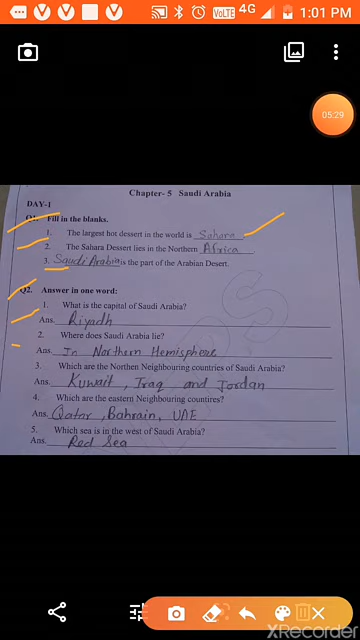 VoLTE 4G 1:01 PM
05:29
Chapter- 5 Saudi Arabia
DAY-1
Q1. Fill in the blanks.
1. The largest hot dessert in the world is Sahara
2. The Sahara Dessert lies in the Northern Africa
3. Saudi Arabia is the part of the Arabian Desert.
Q2. Answer in one word:
1. What is the capital of Saudi Arabia?
Ans. Riyadh
2. Where does Saudi Arabia lie?
Ans. In Northern Hemisphere
3. Which are the Northern Neighbouring countries of Saudi Arabia?
Ans. Kuwait, Iraq and Jordan
4. Which are the eastern Neighbouring countires?
Ans. Qatar, Bahrain, UAE
5. Which sea is in the west of Saudi Arabia?
Ans. Red Sea
XRecorder